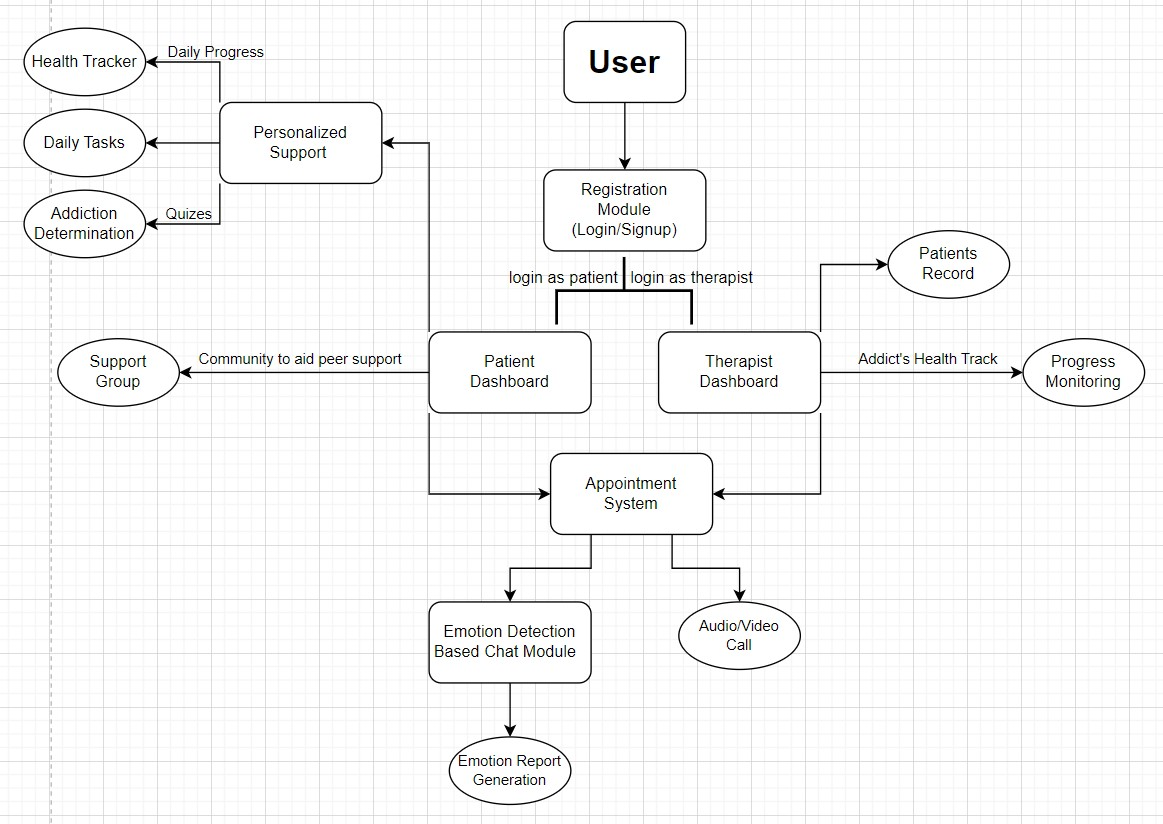 User
Health Tracker
Daily Progress
Personalized
Support
Daily Tasks
Addiction
Determination
Quizes
Registration
Module
(Login/Signup)
login as patient
login as therapist
Patients
Record
Support
Group
Community to aid peer support
Patient
Dashboard
Therapist
Dashboard
Addict's Health Track
Progress
Monitoring
Appointment
System
Emotion Detection
Based Chat Module
Audio/Video
Call
Emotion Report
Generation